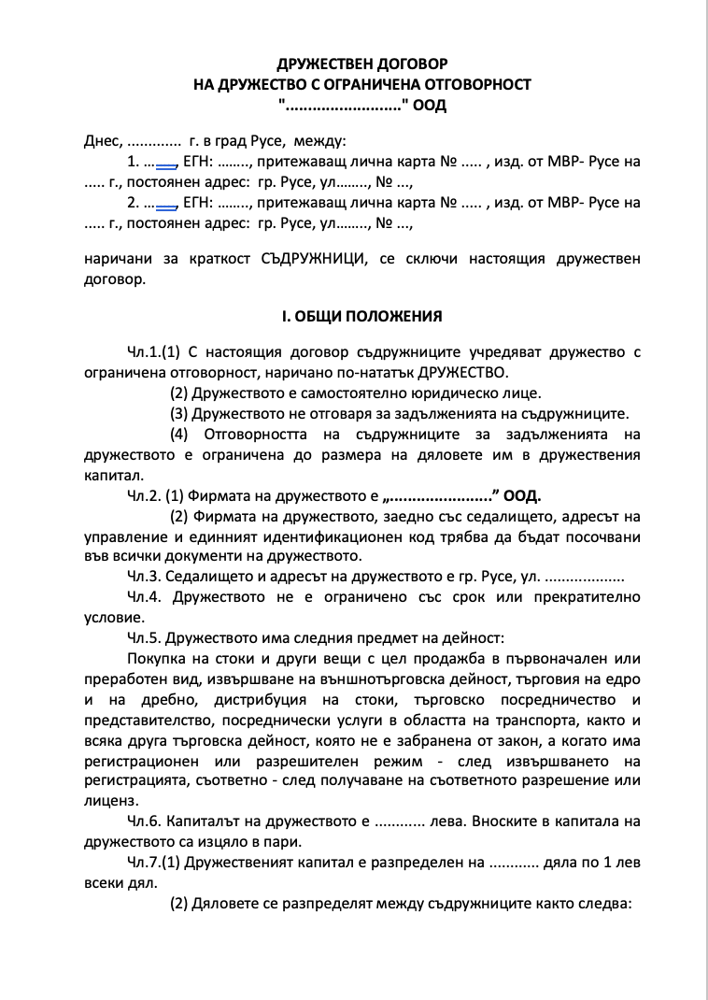 ДРУЖЕСТВЕН ДОГОВОР
НА ДРУЖЕСТВО С ОГРАНИЧЕНА ОТГОВОРНОСТ
".........................." ООД
Днес, ............. г. в град Русе, между:
1. ...___, ЕГН: ........, притежаващ лична карта № ..... , изд. от МВР- Русе на
..... г., постоянен адрес: гр. Русе, ул........, № ...,
2. ...___, ЕГН: ........, притежаващ лична карта № ..... , изд. от МВР- Русе на
..... г., постоянен адрес: гр. Русе, ул........, № ...,
наричани за краткост СЪДРУЖНИЦИ, се сключи настоящия дружествен
договор.
I. ОБЩИ ПОЛОЖЕНИЯ
Чл.1.(1) С настоящия договор съдружниците учредяват дружество с
ограничена отговорност, наричано по-нататък ДРУЖЕСТВО.
(2) Дружеството е самостоятелно юридическо лице.
(3) Дружеството не отговаря за задълженията на съдружниците.
(4) Отговорността на съдружниците за задълженията на
дружеството е ограничена до размера на дяловете им в дружествения
капитал.
Чл.2. (1) Фирмата на дружеството е „.......................” ООД.
(2) Фирмата на дружеството, заедно със седалището, адресът на
управление и единният идентификационен код трябва да бъдат посочвани
във всички документи на дружеството.
Чл.3. Седалището и адресът на дружеството е гр. Русе, ул. ...................
Чл.4. Дружеството не е ограничено със срок или прекратително
условие.
Чл.5. Дружеството има следния предмет на дейност:
Покупка на стоки и други вещи с цел продажба в първоначален или
преработен вид, извършване на външнотърговска дейност, търговия на едро
и на дребно, дистрибуция на стоки, търговско посредничество и
представителство, посреднически услуги в областта на транспорта, както и
всяка друга търговска дейност, която не е забранена от закон, а когато има
регистрационен или разрешителен режим - след извършването на
регистрацията, съответно - след получаване на съответното разрешение или
лиценз.
Чл.6. Капиталът на дружеството е ............ лева. Вноските в капитала на
дружеството са изцяло в пари.
Чл.7.(1) Дружественият капитал е разпределен на ............ дяла по 1 лев
всеки дял.
(2) Дяловете се разпределят между съдружниците както следва: